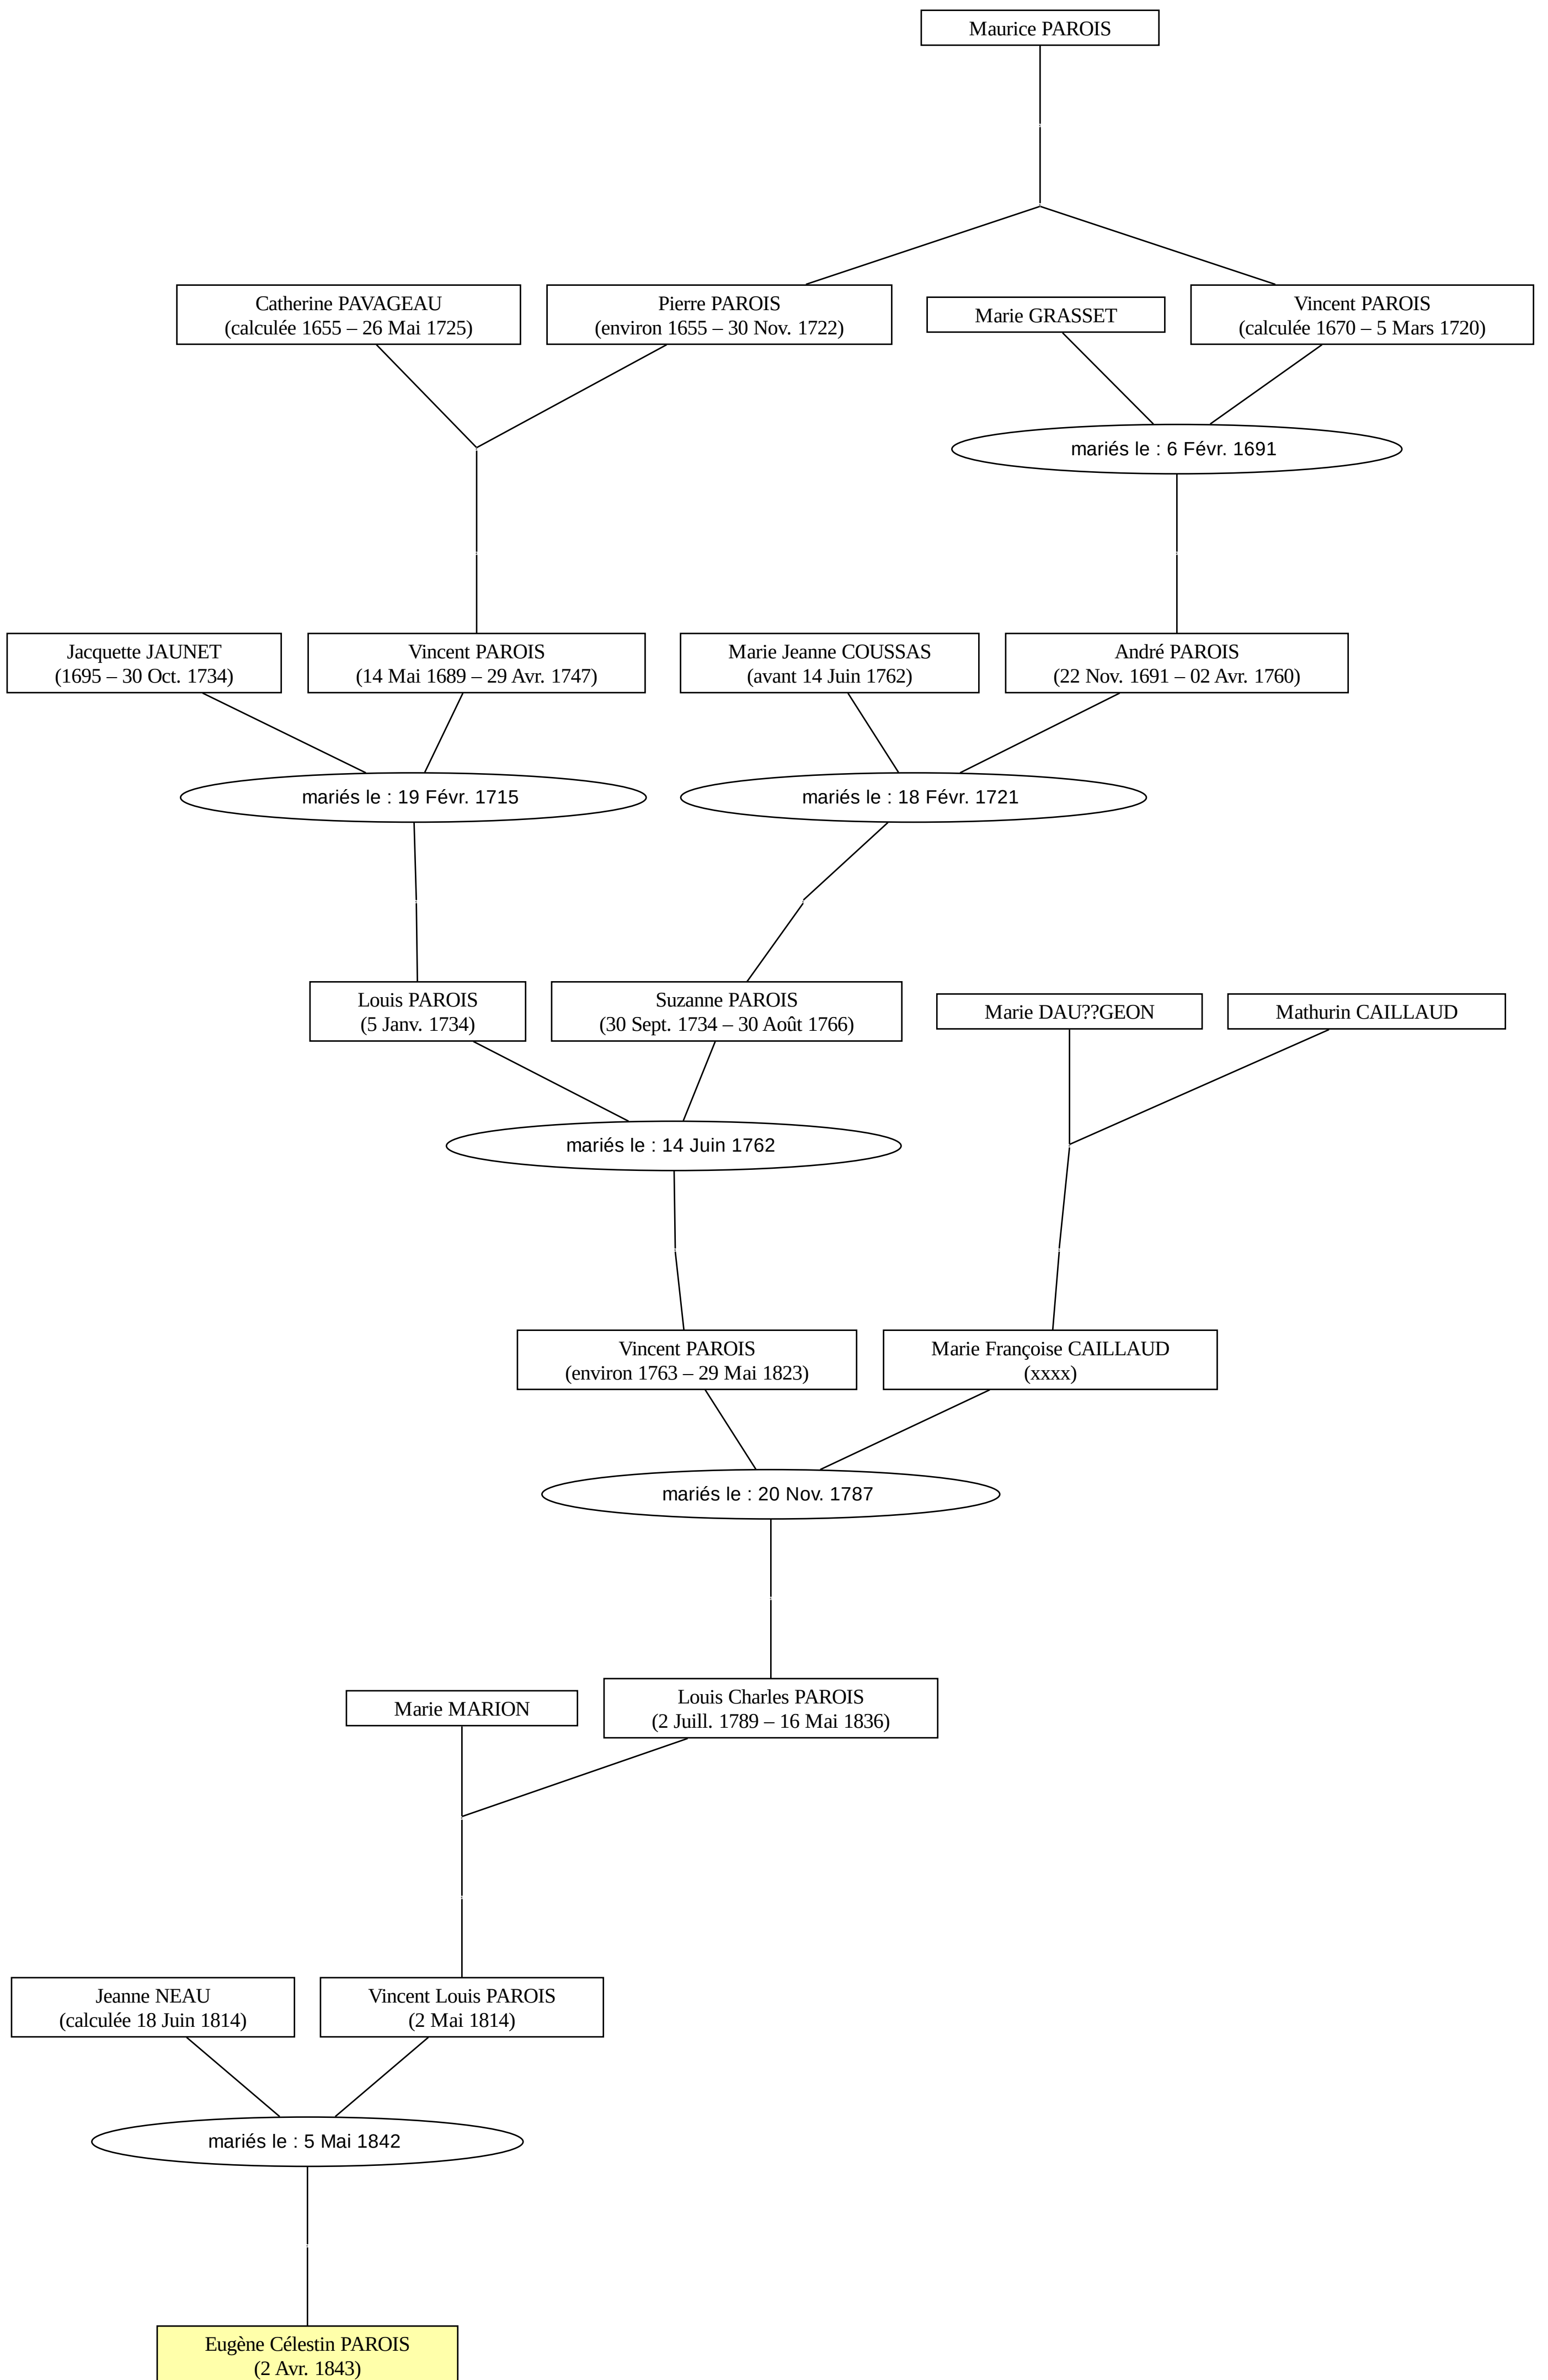 Maurice PAROIS
Catherine PAVAGEAU
(calculée 1655 – 26 Mai 1725)
Pierre PAROIS
(environ 1655 – 30 Nov. 1722)
Marie GRASSET
Vincent PAROIS
(calculée 1670 – 5 Mars 1720)
mariés le : 6 Févr. 1691
Jacquette JAUNET
(1695 – 30 Oct. 1734)
Vincent PAROIS
(14 Mai 1689 – 29 Avr. 1747)
Marie Jeanne COUSSAS
(avant 14 Juin 1762)
André PAROIS
(22 Nov. 1691 – 02 Avr. 1760)
mariés le : 19 Févr. 1715
mariés le : 18 Févr. 1721
Louis PAROIS
(5 Janv. 1734)
Suzanne PAROIS
(30 Sept. 1734 – 30 Août 1766)
Marie DAU??GEON
Mathurin CAILLAUD
mariés le : 14 Juin 1762
Vincent PAROIS
(environ 1763 – 29 Mai 1823)
Marie Françoise CAILLAUD
(xxxx)
mariés le : 20 Nov. 1787
Marie MARION
Louis Charles PAROIS
(2 Juill. 1789 – 16 Mai 1836)
Jeanne NEAU
(calculée 18 Juin 1814)
Vincent Louis PAROIS
(2 Mai 1814)
mariés le : 5 Mai 1842
Eugène Célestin PAROIS
(2 Avr. 1843)